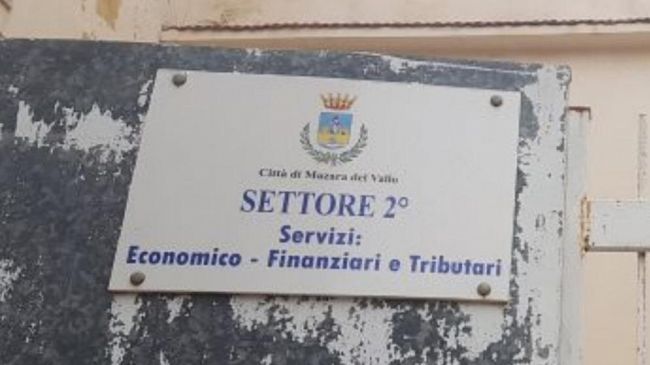 Città di Mazara del Vallo
SETTORE 2°
Servizi:
Economico - Finanziari e Tributari